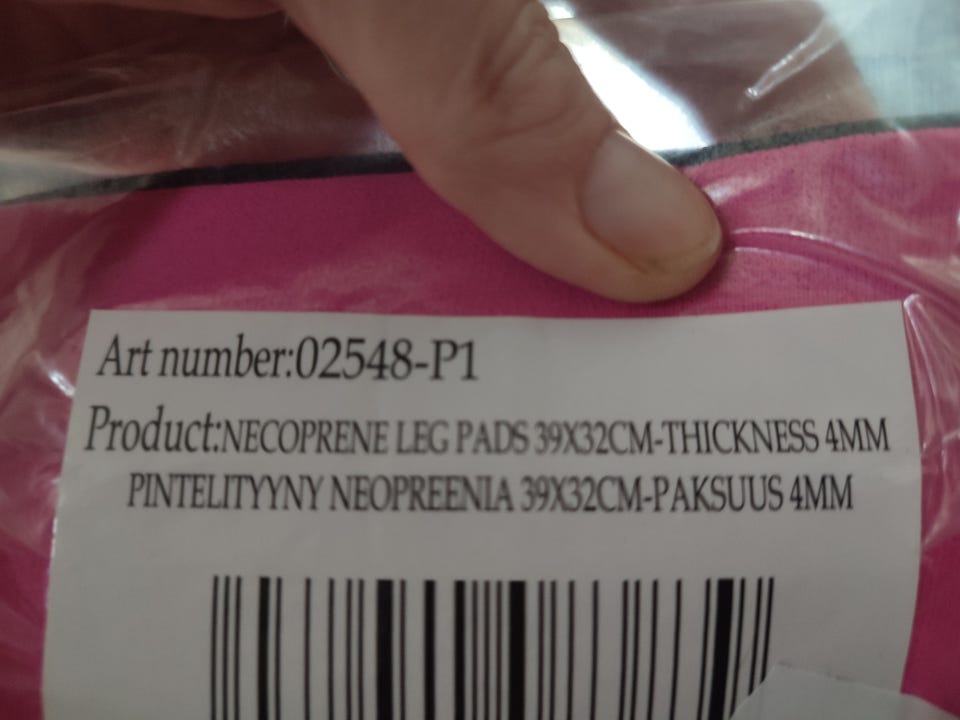 Art number:02548-P1
Product:NECOPRENE LEG PADS 39X32CM-THICKNESS 4MM
PINTELITYYNY NEOPREENIA 39X32CM-PAKSUUS 4MM